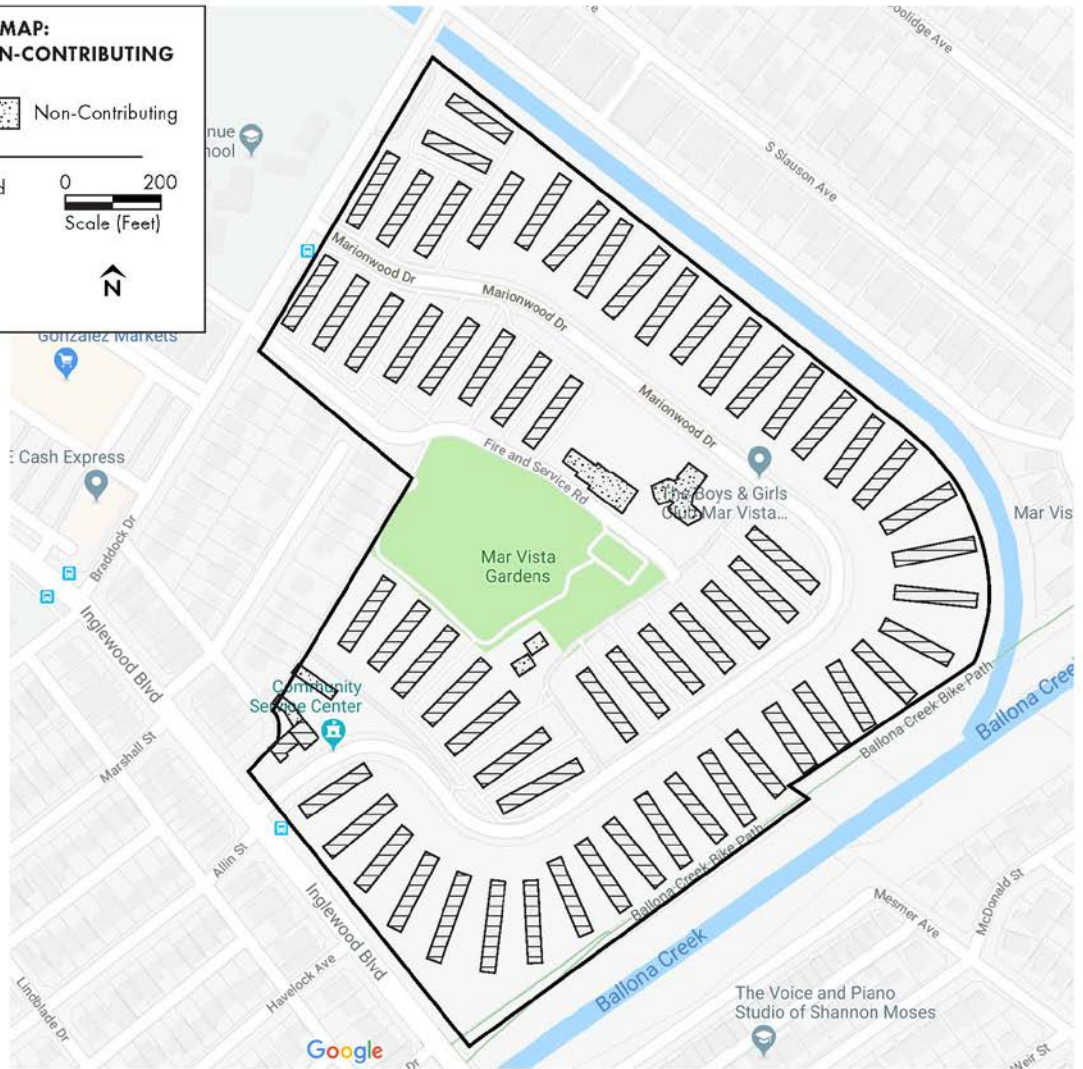 MAP:
N-CONTRIBUTING
Non-Contributing
0 200
Scale (Feet)
N
nue
hool
S Slauson Ave
Marionwood Dr
Marionwood Dr
Marionwood Dr
Gonzalez Markets
E Cash Express
Braddock Dr
Fire and Service Rd
The Boys & Girls
Club Mar Vista...
Mar Vis
Mar Vista
Gardens
Inglewood Blvd
Community
Service Center
Marshall St
Allin St
Inglewood Blvd
Havelock Ave
Lindblade Dr
Ballona Creek Bike Path
Ballona Cree
Ballona Creek Bike Path
Ballona Creek
Mesmer Ave
McDonald St
The Voice and Piano
Studio of Shannon Moses
Weir St
Google
Dr